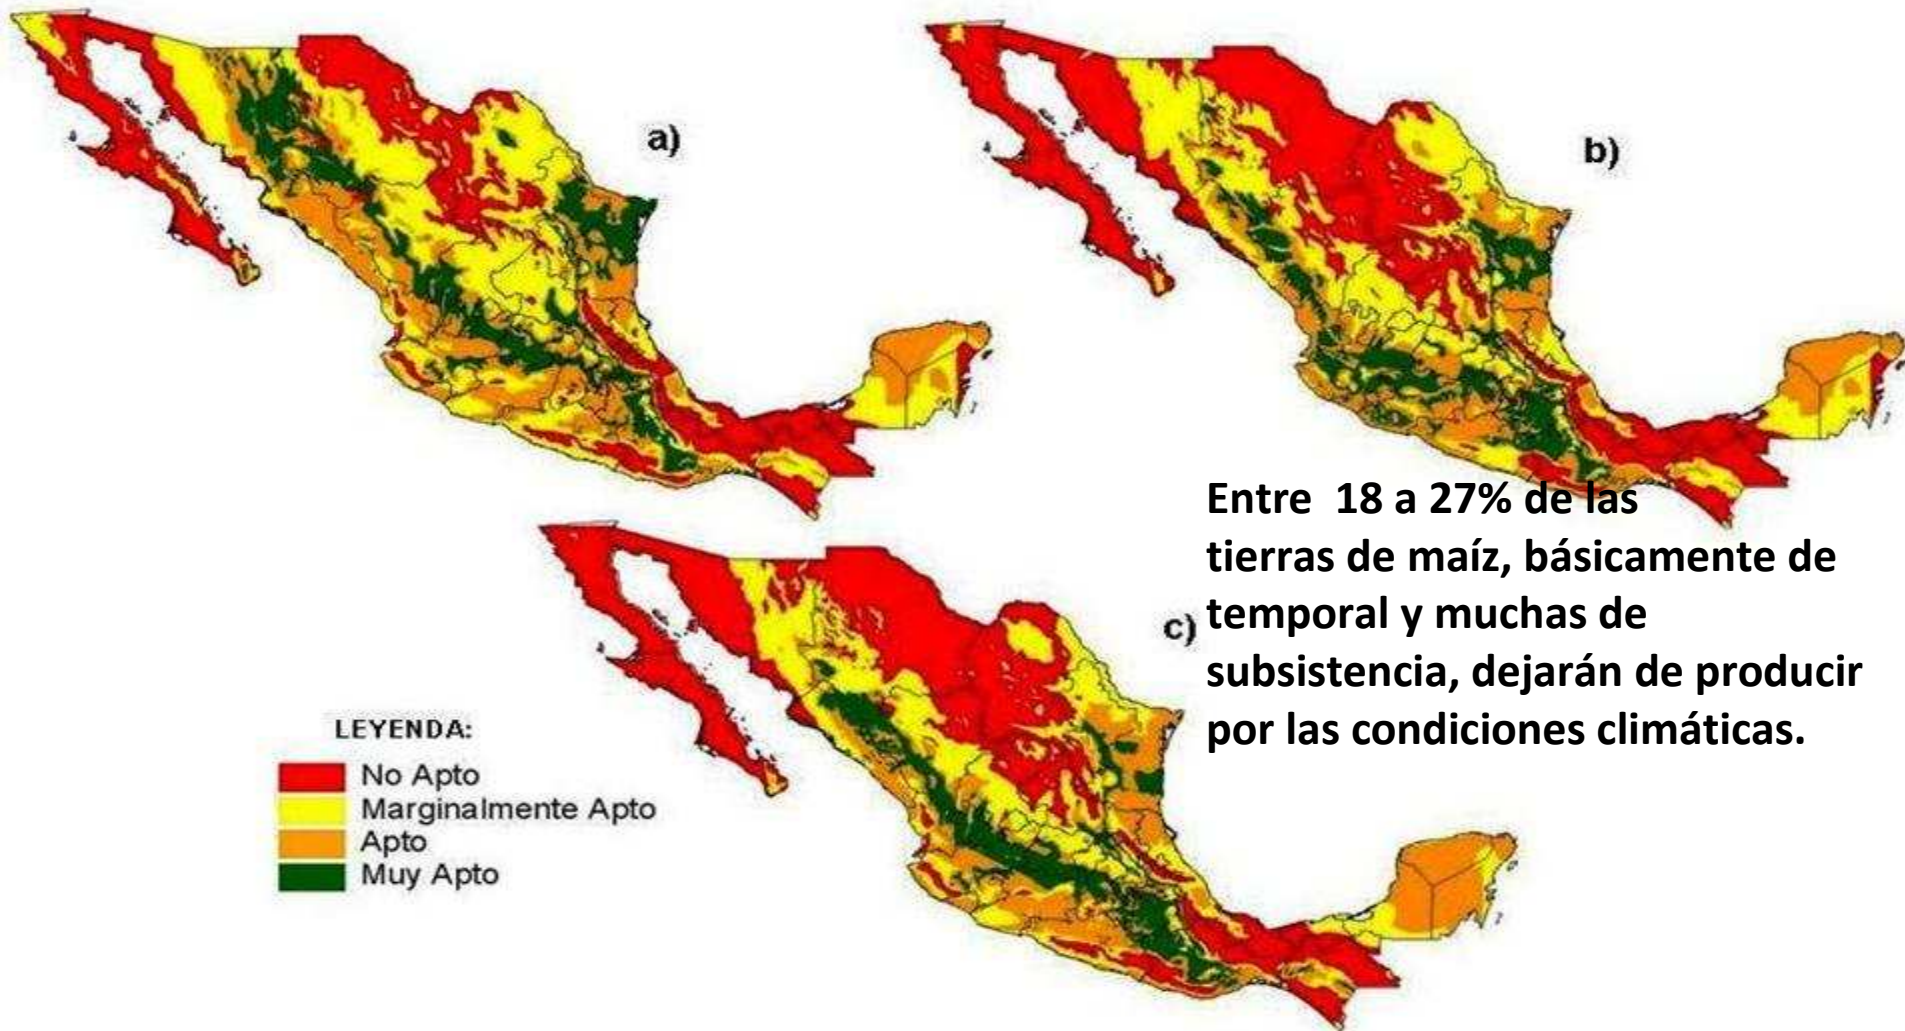 a)
b)
Entre 18 a 27% de las
tierras de maíz, básicamente de
temporal y muchas de
subsistencia, dejarán de producir
por las condiciones climáticas.
c)
LEYENDA:
No Apto
Marginalmente Apto
Apto
Muy Apto